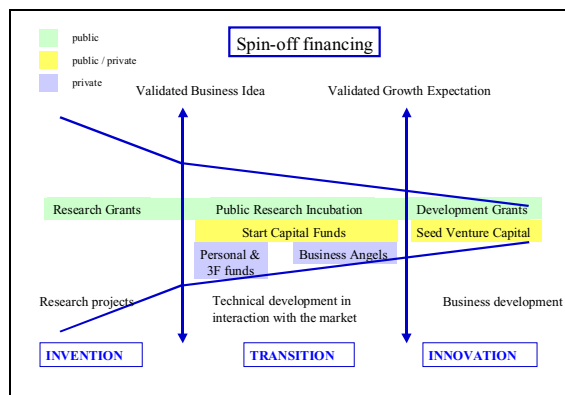 Spin-off financing
public
public / private
private
Validated Business Idea
Validated Growth Expectation
Research Grants
Public Research Incubation
Development Grants
Start Capital Funds
Seed Venture Capital
Personal &
3F funds
Business Angels
Research projects
Technical development in
interaction with the market
Business development
INVENTION
TRANSITION
INNOVATION